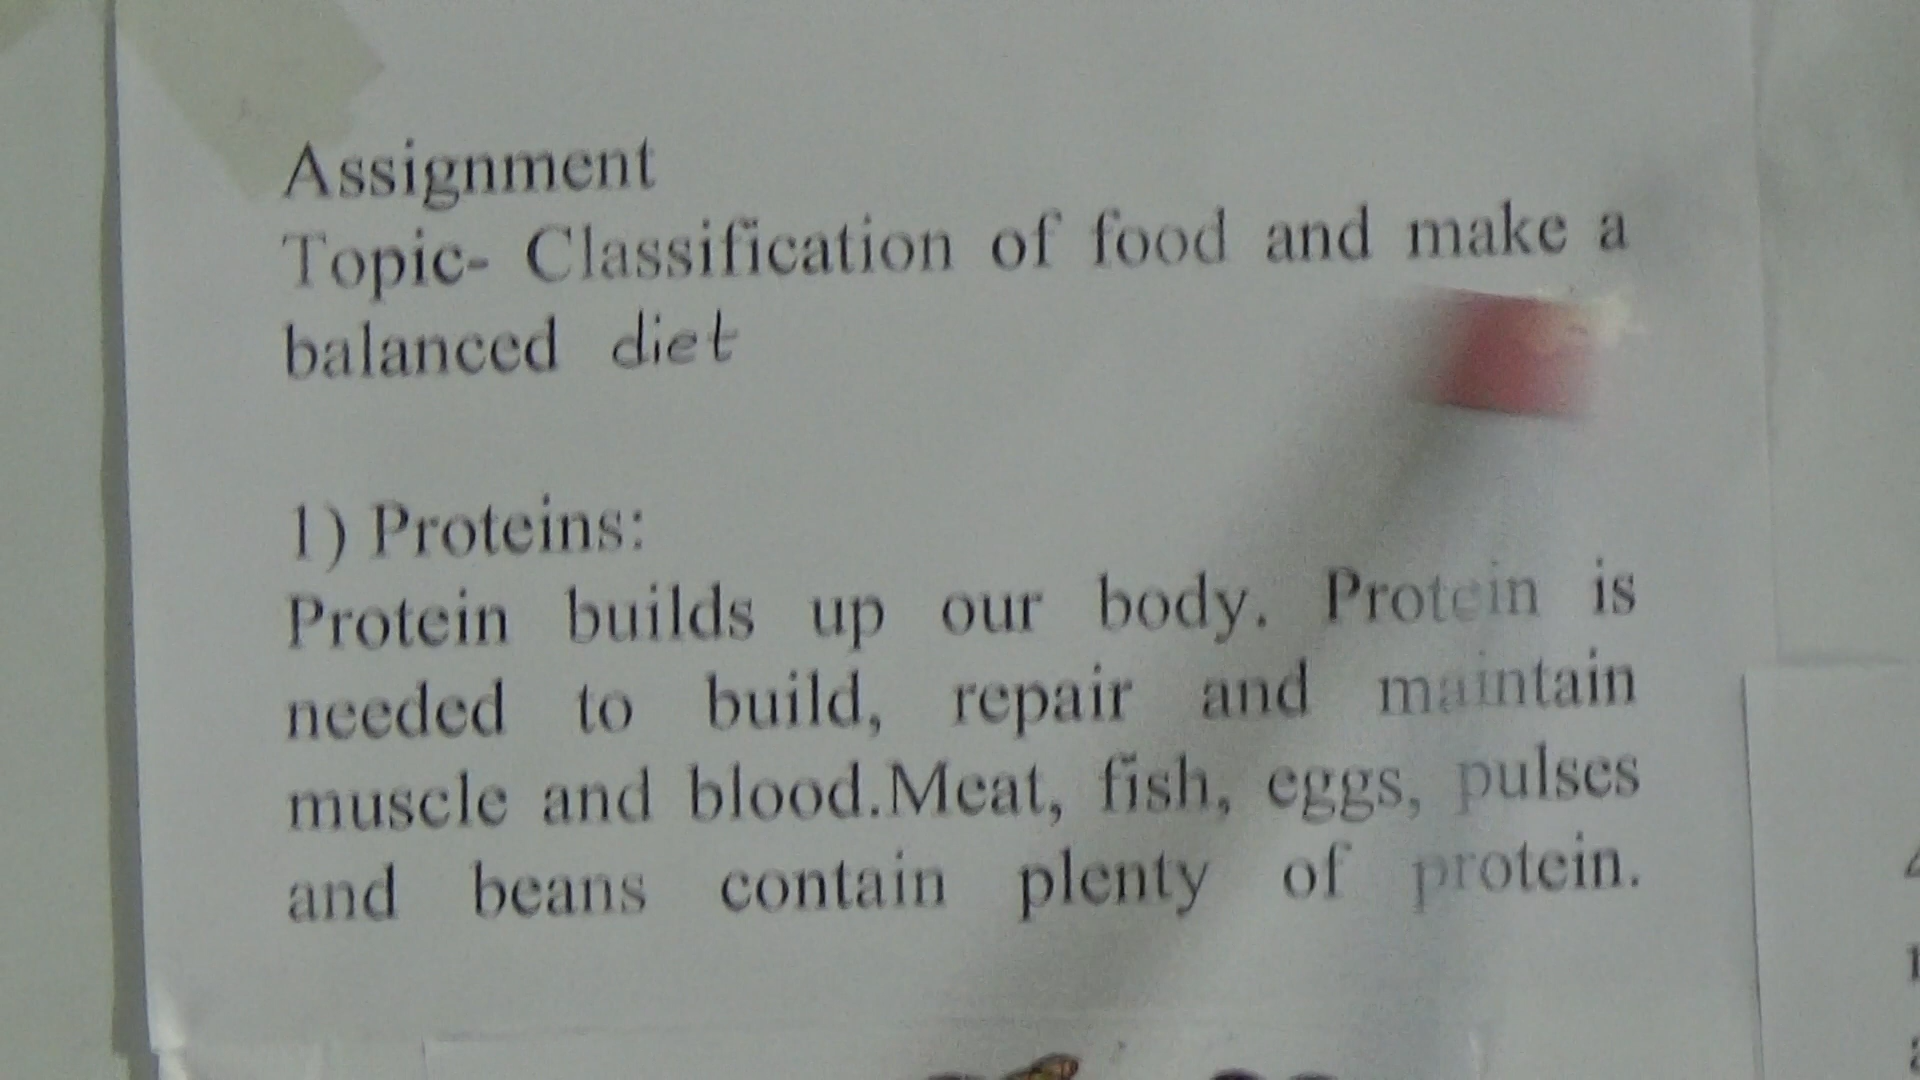 Assignment
Topic- Classification of food and make a
balanced diet
1) Proteins:
Protein builds up our body. Protein is
needed to build, repair and maintain
muscle and blood.Meat, fish, eggs, pulses
and beans contain plenty of protein.